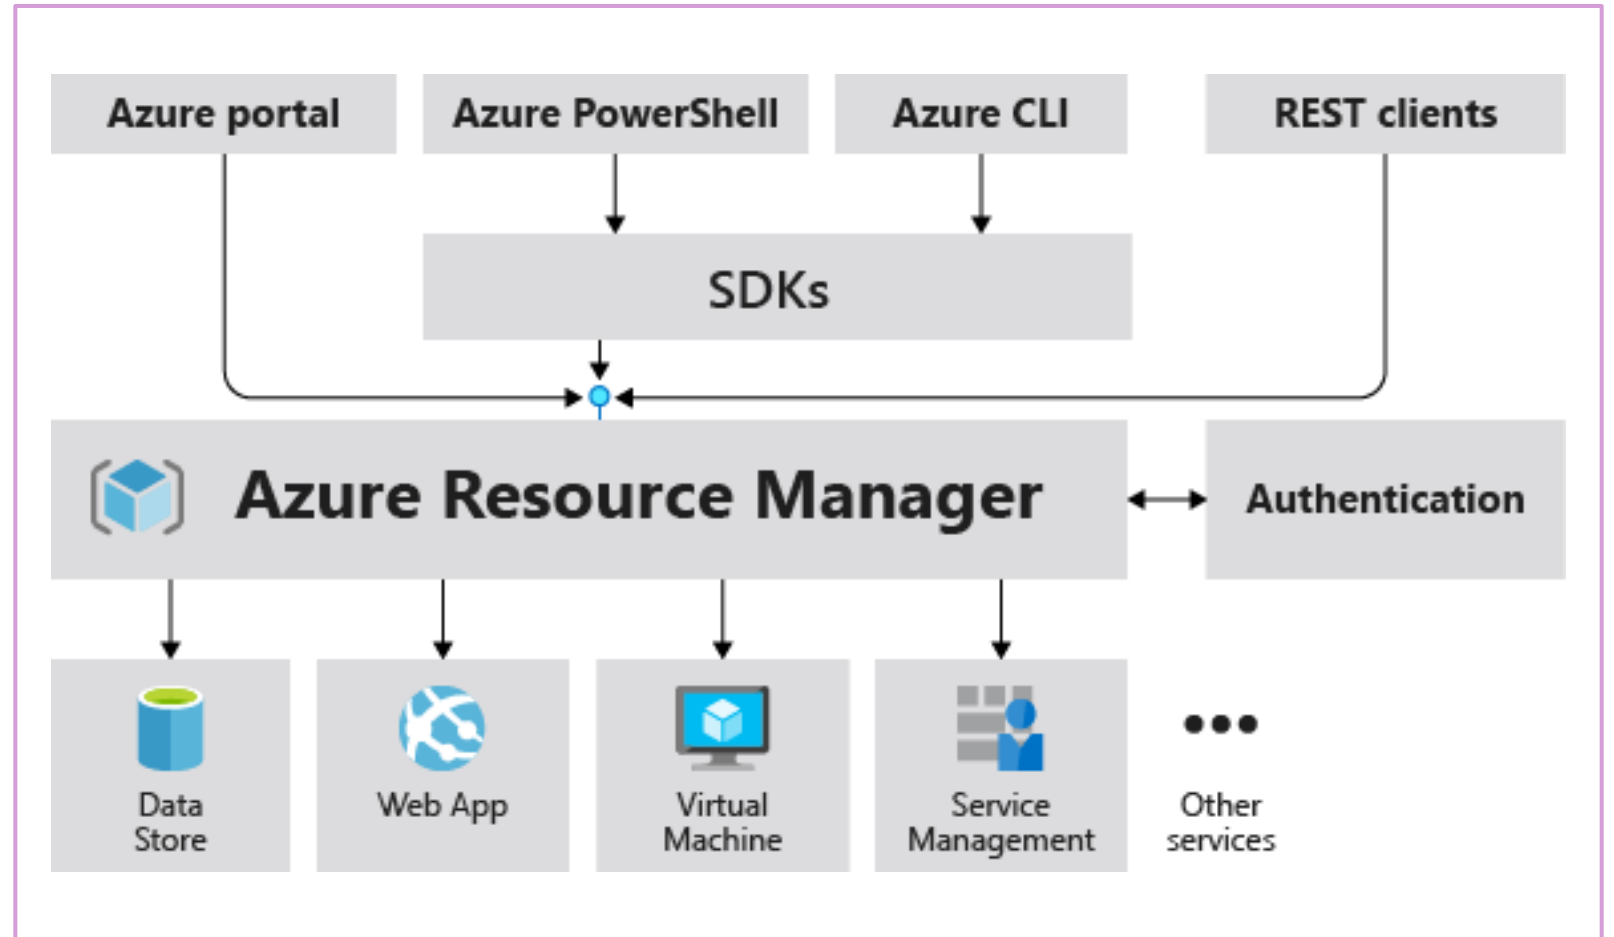 Azure portal
Azure PowerShell
Azure CLI
REST clients
SDKs
Azure Resource Manager
Authentication
Data
Store
Web App
Virtual
Machine
Service
Management
Other
services